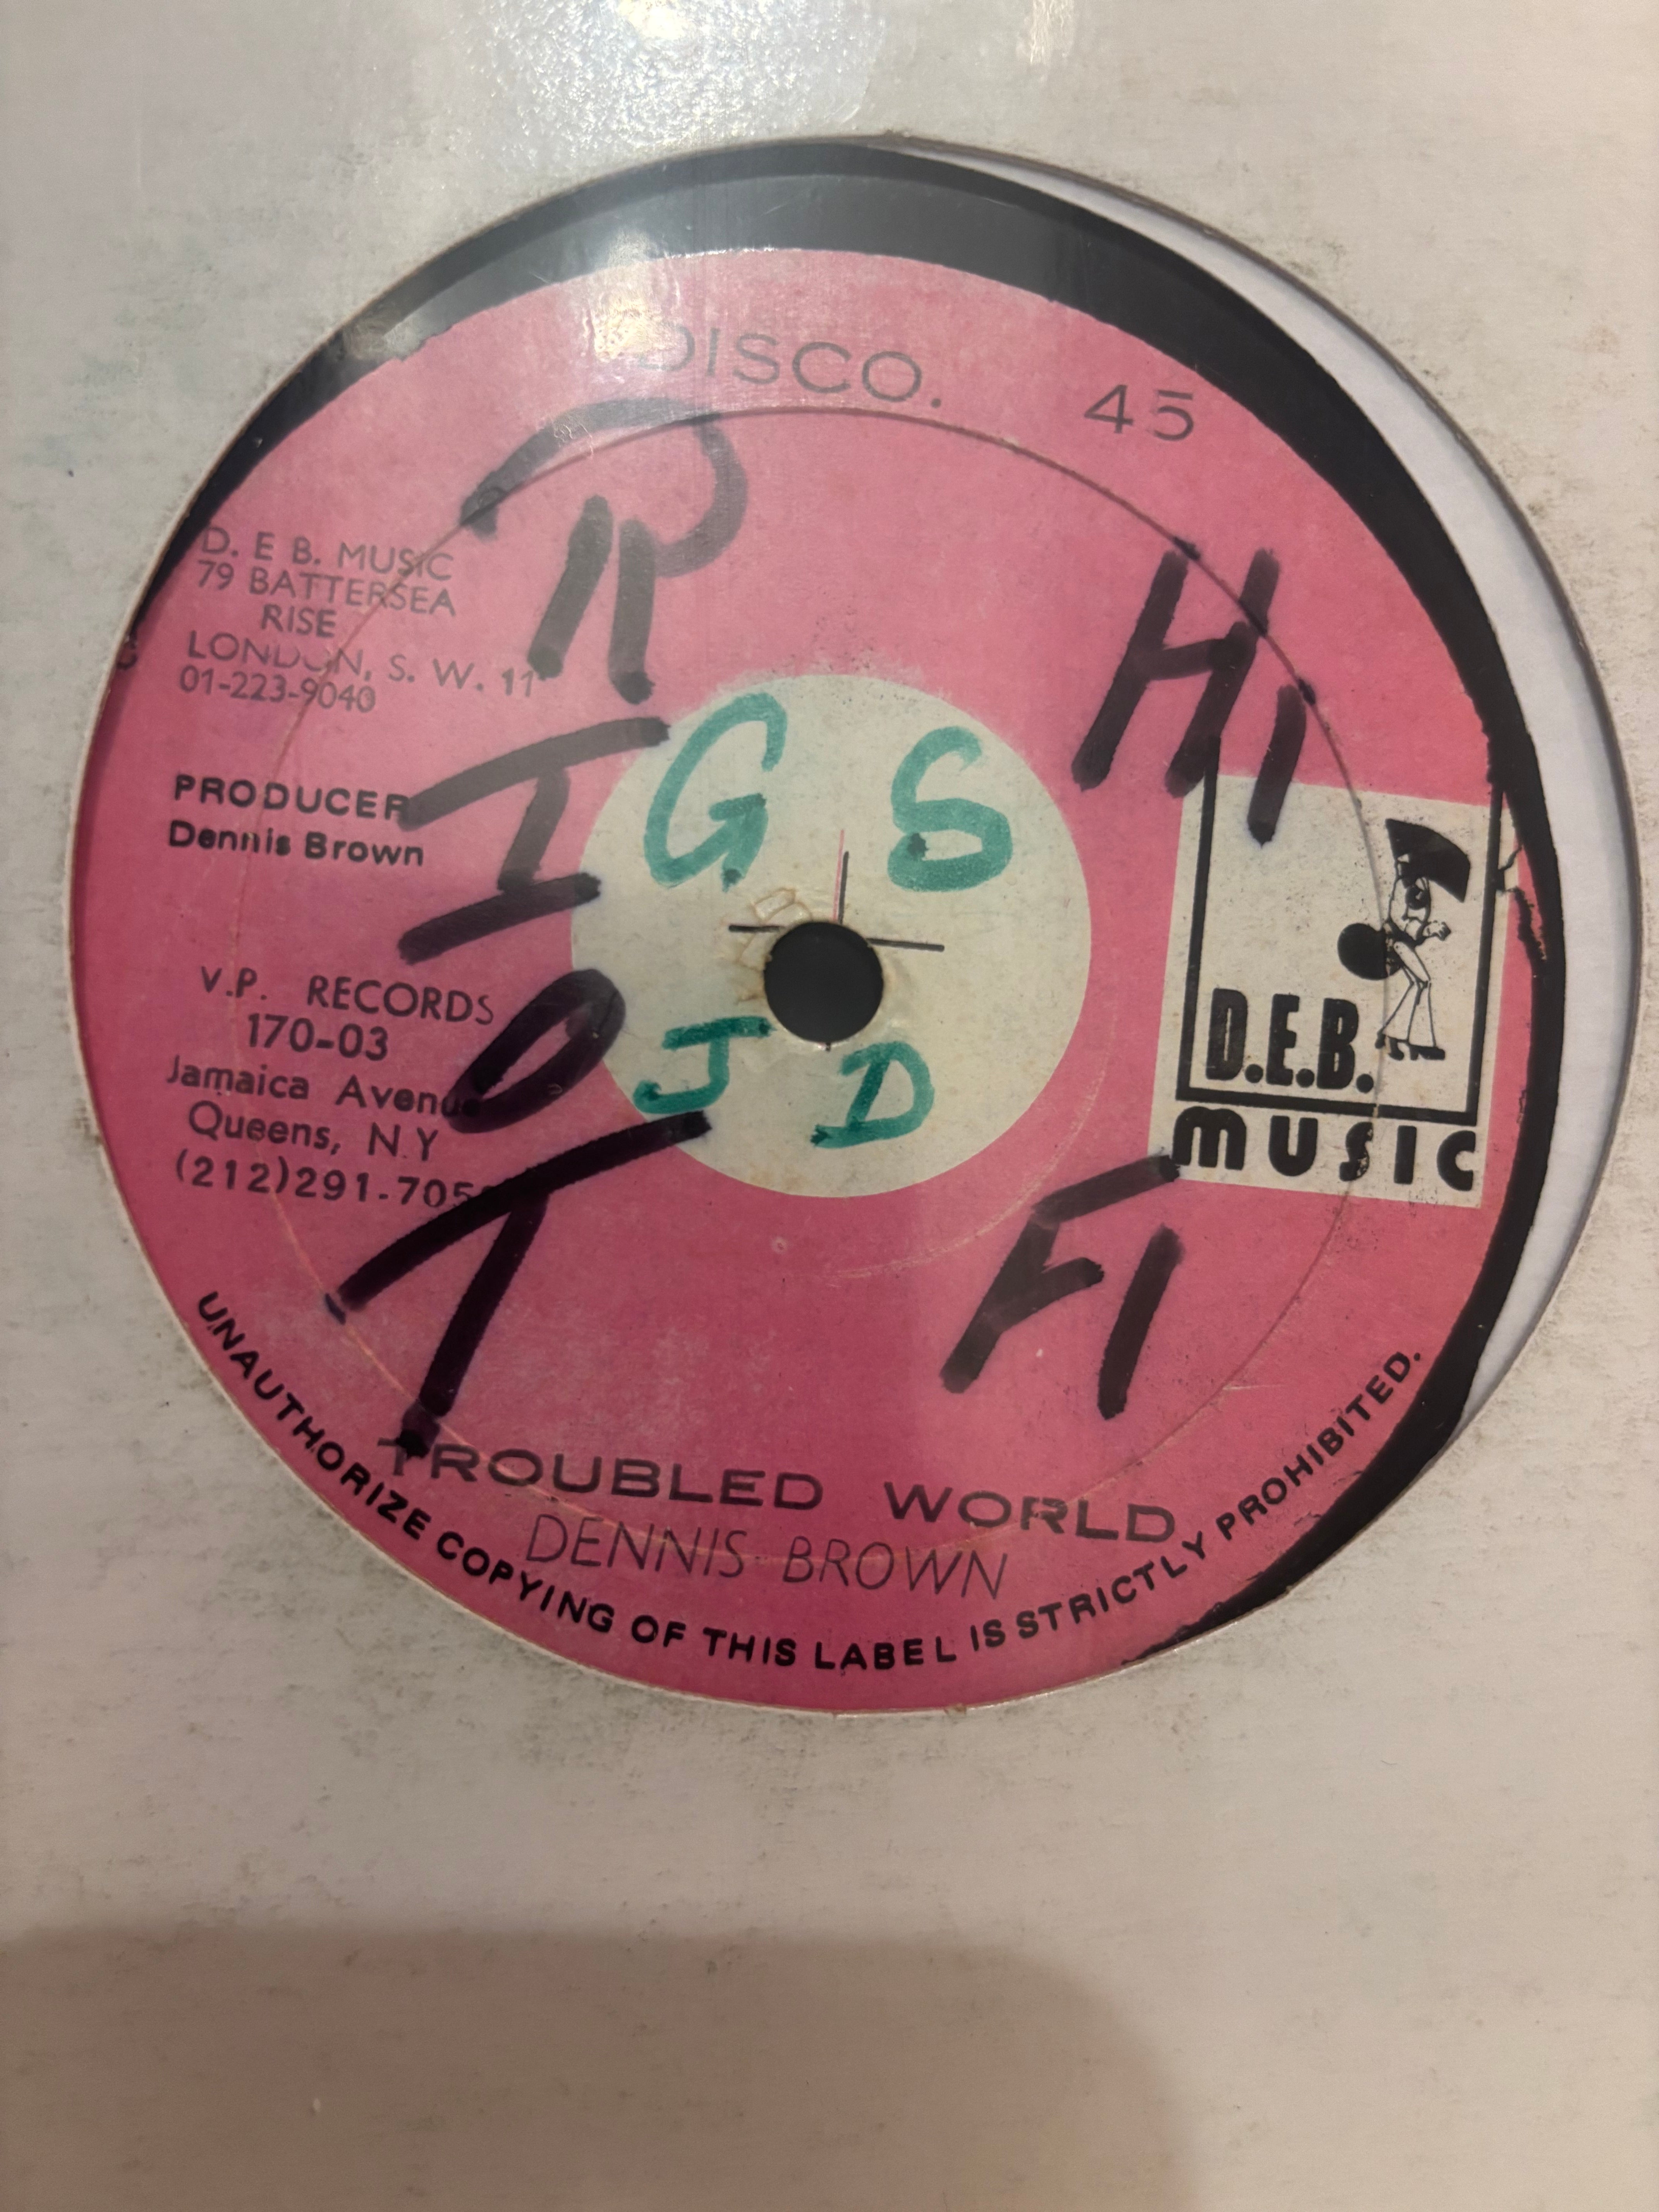 DISCO. 45
D. E B. MUSIC
79 BATTERSEA
RISE
LONDON, S. W. 11
01-223-9040
PRODUCER
Dennis Brown
V.P. RECORDS
170-03
Jamaica Avenue
Queens, N.Y
(212)291-705
RIOT
HI
FI
G S
J D
D.E.B.
MUSIC
TROUBLED WORLD
DENNIS BROWN
UNAUTHORIZE COPYING OF THIS LABEL IS STRICTLY PROHIBITED.